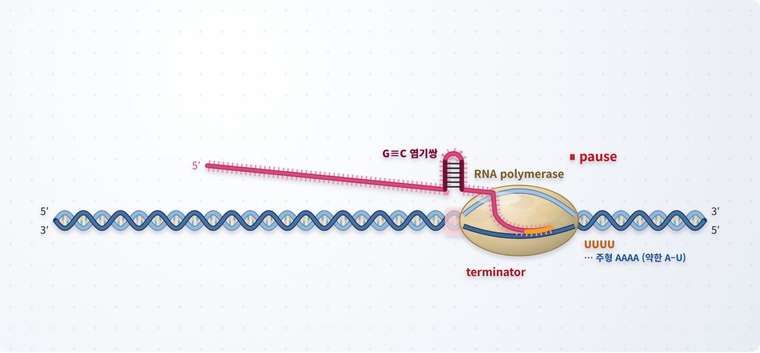 G≡C 염기쌍
pause
5′
RNA polymerase
5′
3′
3′
5′
UUUU
··· 주형 AAAA (약한 A–U)
terminator